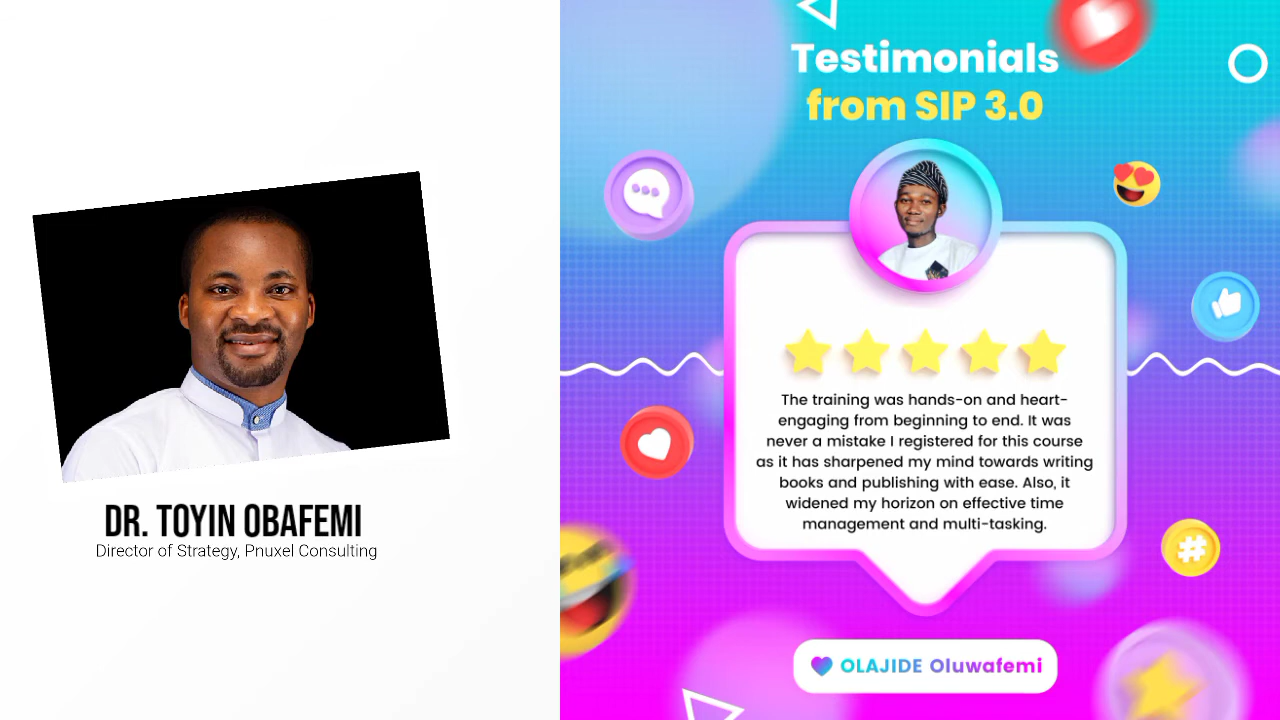 DR. TOYIN OBAFEMI
Director of Strategy, Pnuxel Consulting
Testimonials
from SIP 3.0
The training was hands-on and heart-
engaging from beginning to end. It was
never a mistake I registered for this course
as it has sharpened my mind towards writing
books and publishing with ease. Also, it
widened my horizon on effective time
management and multi-tasking.
OLAJIDE Oluwafemi